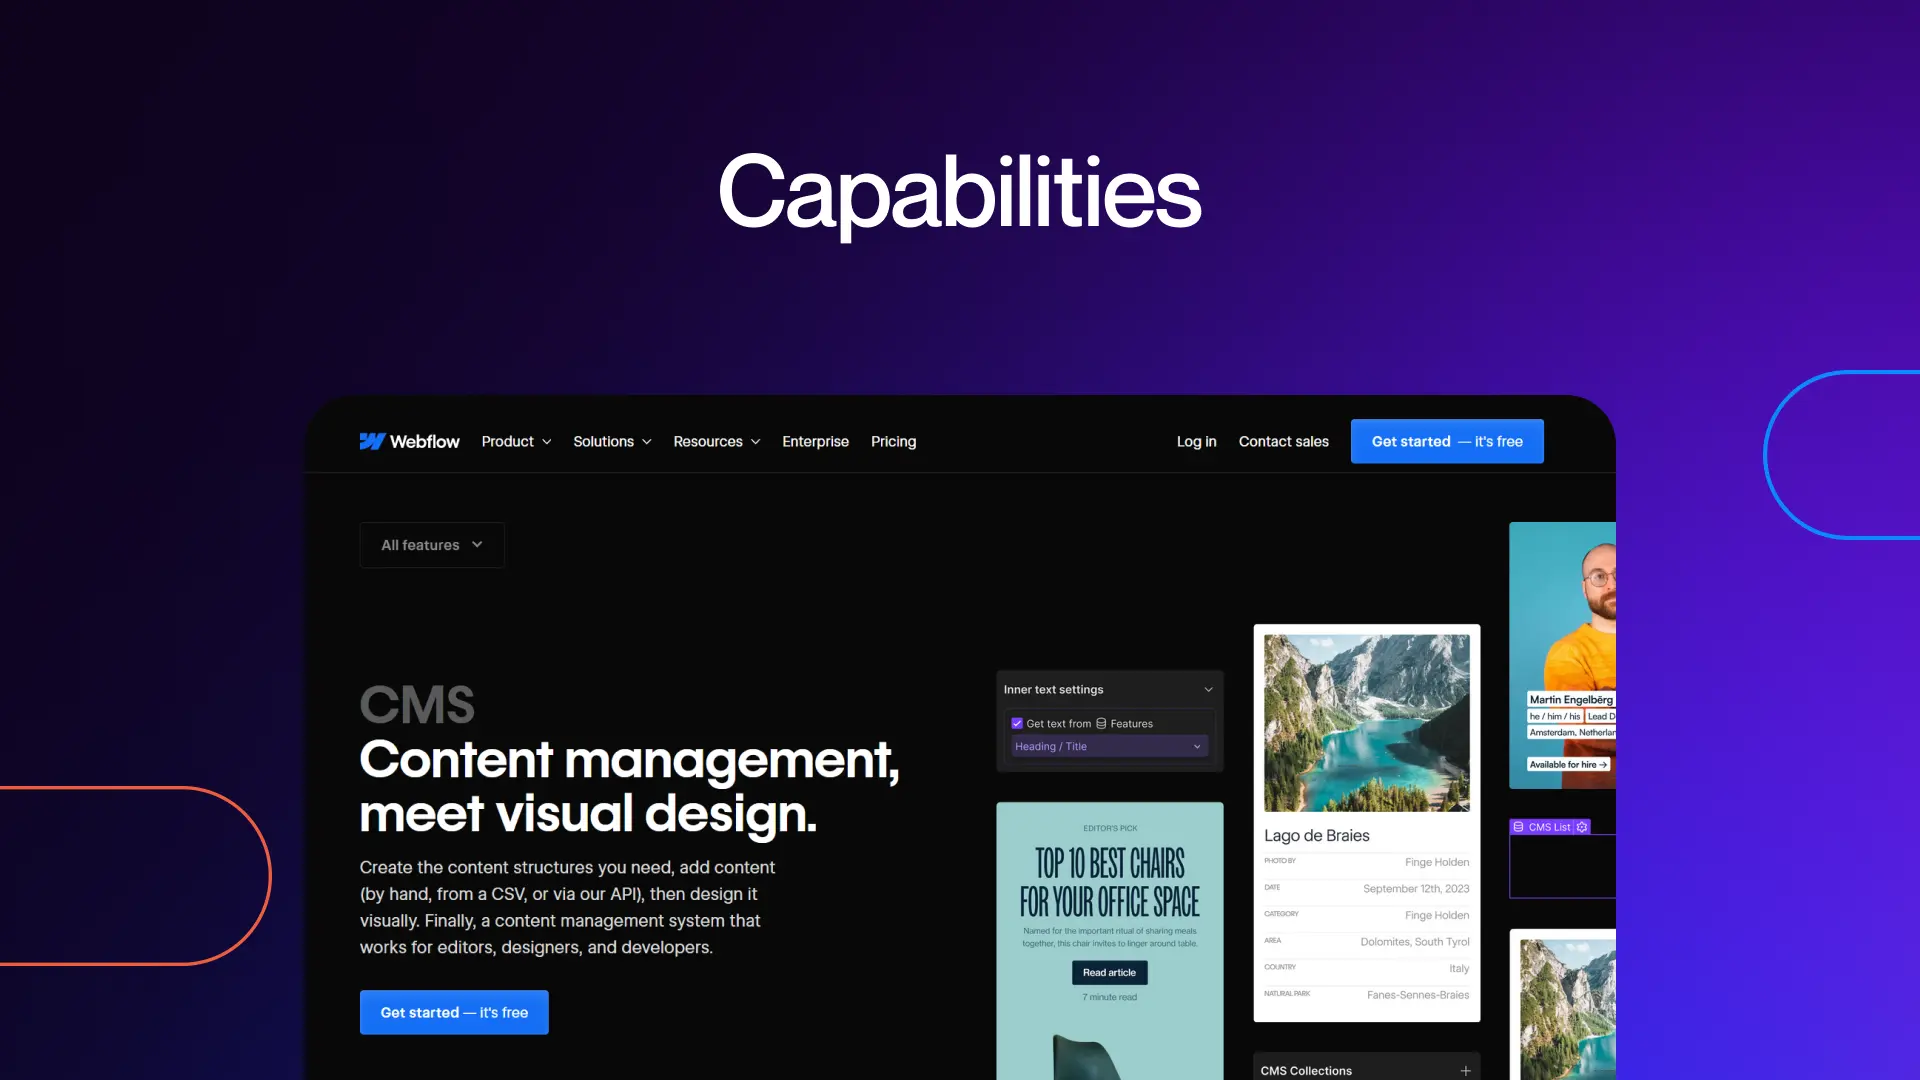 Capabilities
Webflow Product Solutions Resources Enterprise Pricing Log in Contact sales Get started — it's free
All features
CMS
Content management,
meet visual design.
Create the content structures you need, add content
(by hand, from a CSV, or via our API), then design it
visually. Finally, a content management system that
works for editors, designers, and developers.
Get started — it's free
Inner text settings
Get text from Features
Heading / Title
EDITOR'S PICK
TOP 10 BEST CHAIRS
FOR YOUR OFFICE SPACE
Named for the important ritual of sharing meals
together, this chair invites to linger around table.
Read article
7 minute read
Lago de Braies
PHOTO BY Finge Holden
DATE September 12th, 2023
CATEGORY Finge Holden
AREA Dolomites, South Tyrol
COUNTRY Italy
NATURAL PARK Fanes-Sennes-Braies
CMS Collections
Martin Engelbërg
he / him / his Lead D
Amsterdam, Netherlan
Available for hire →
CMS List